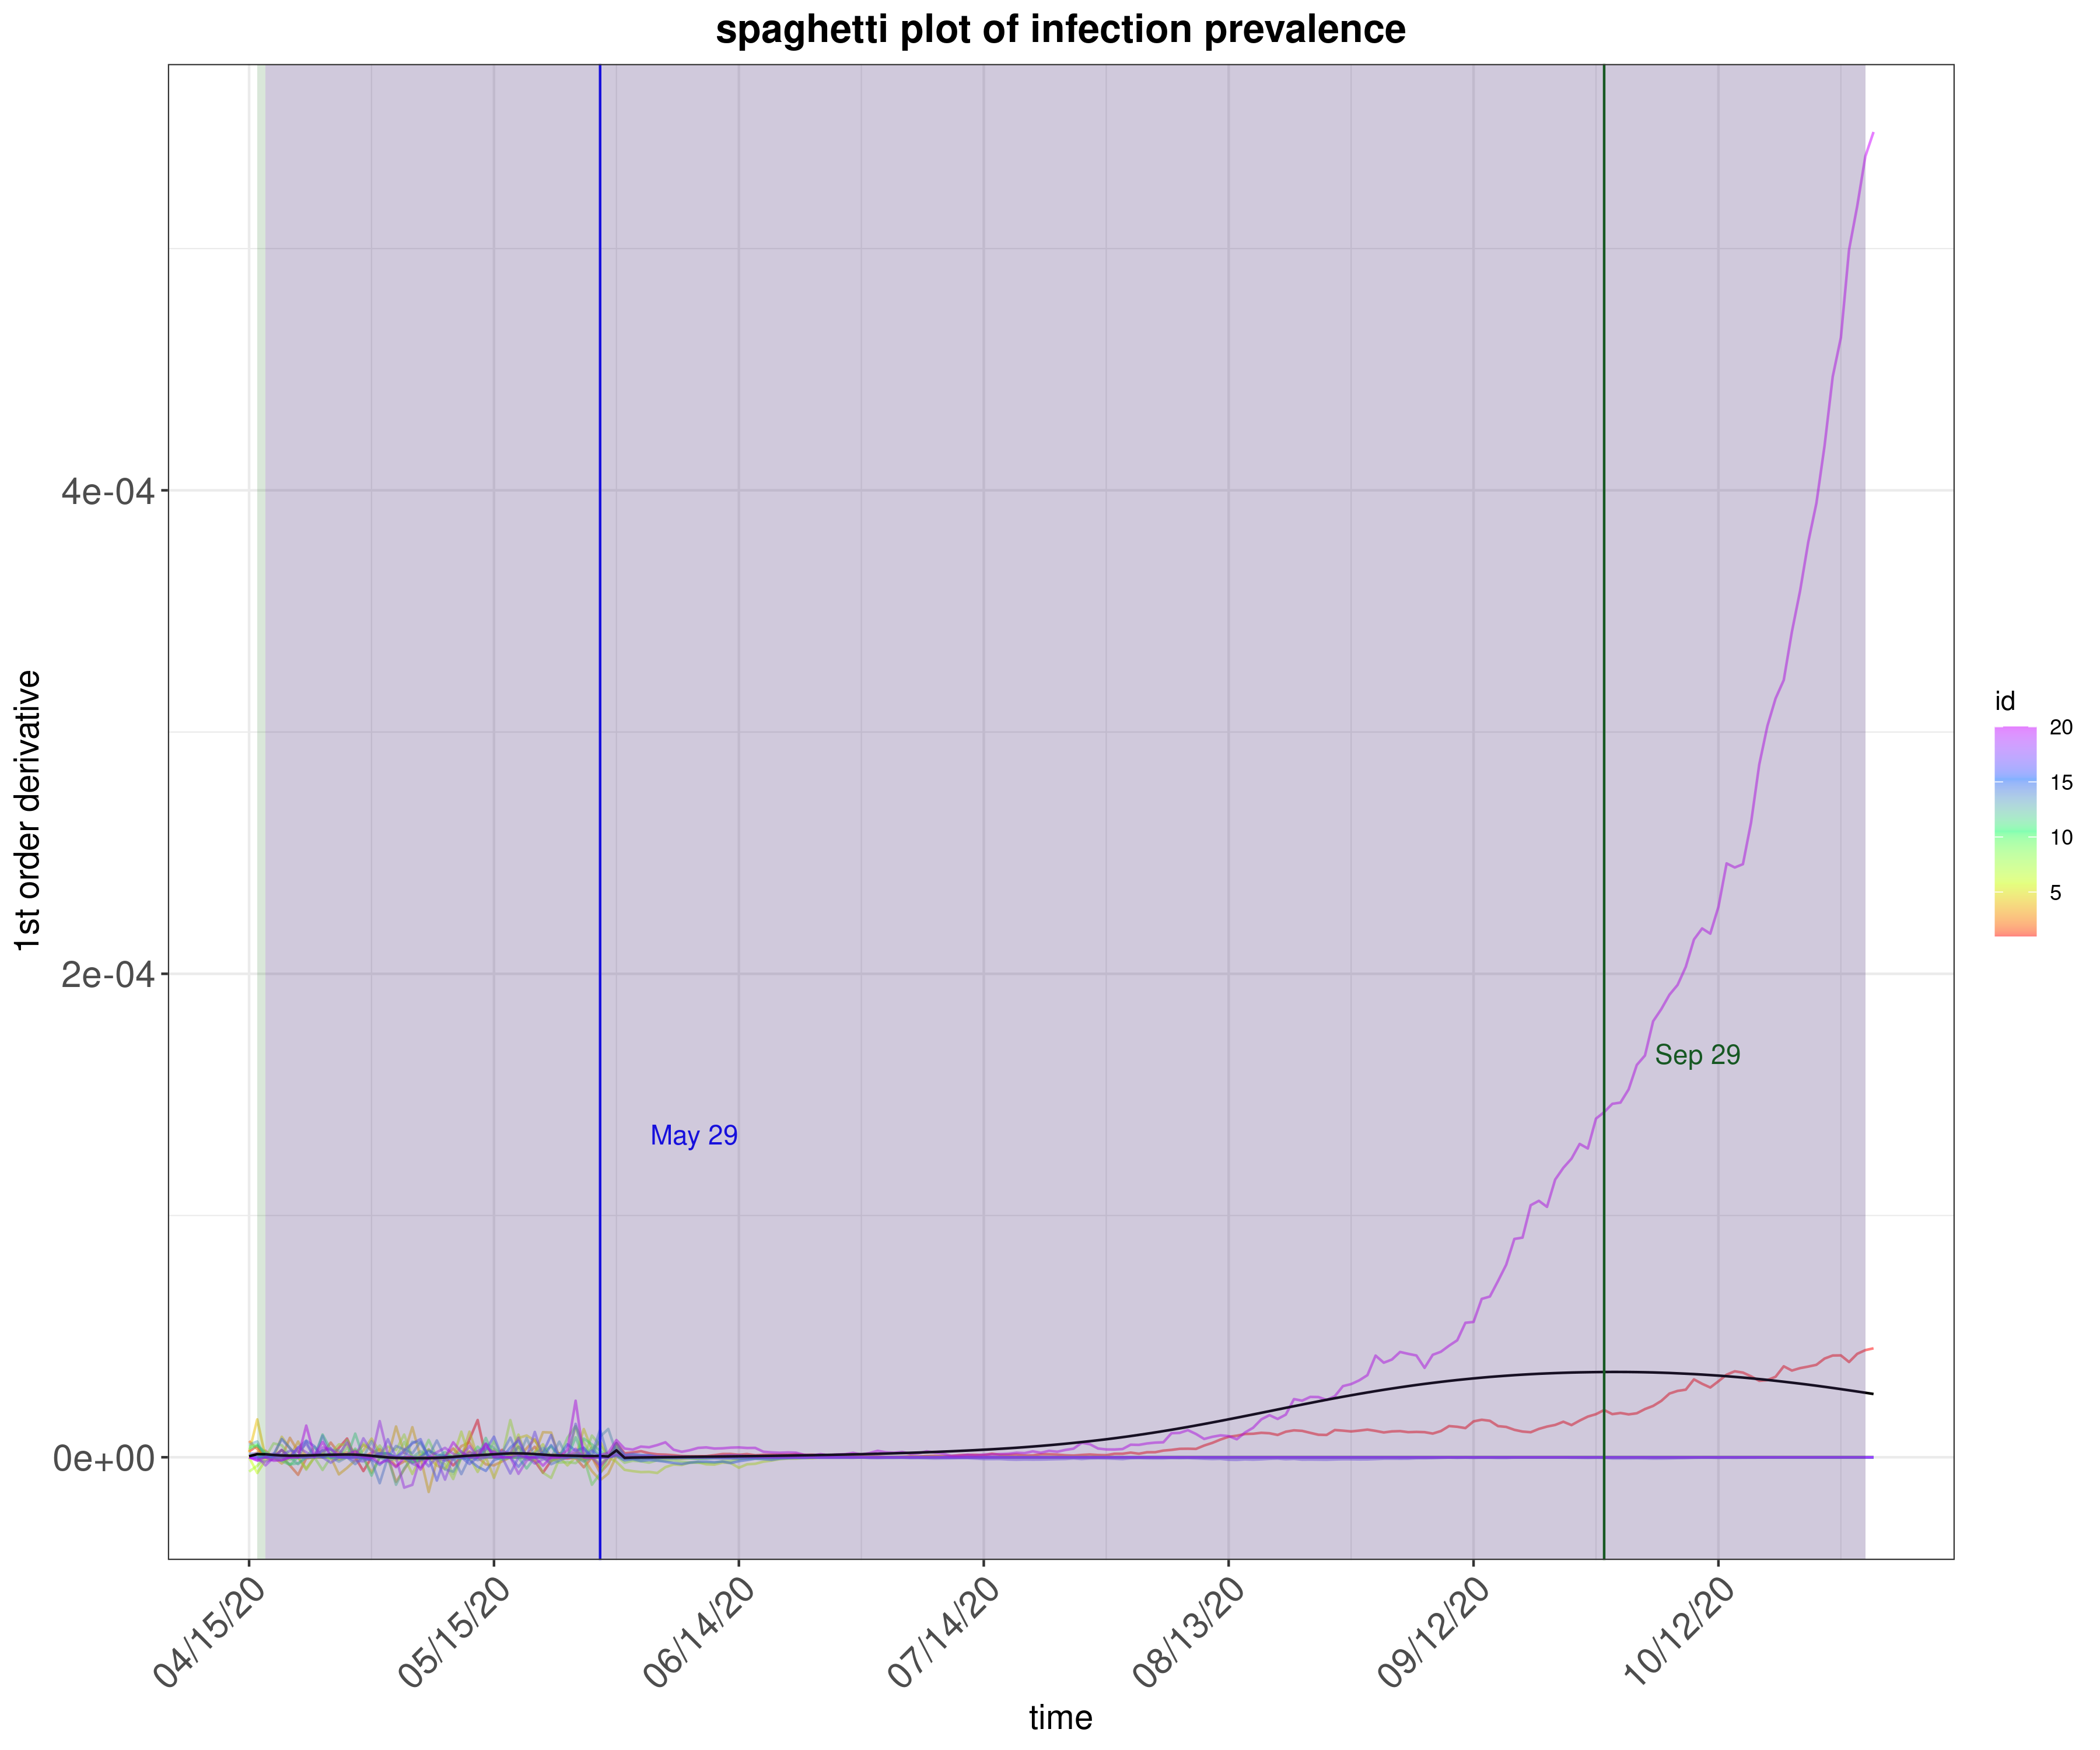 spaghetti plot of infection prevalence
1st order derivative
4e-04
2e-04
0e+00
May 29
Sep 29
04/15/20
05/15/20
06/14/20
07/14/20
08/13/20
09/12/20
10/12/20
time
id
20
15
10
5